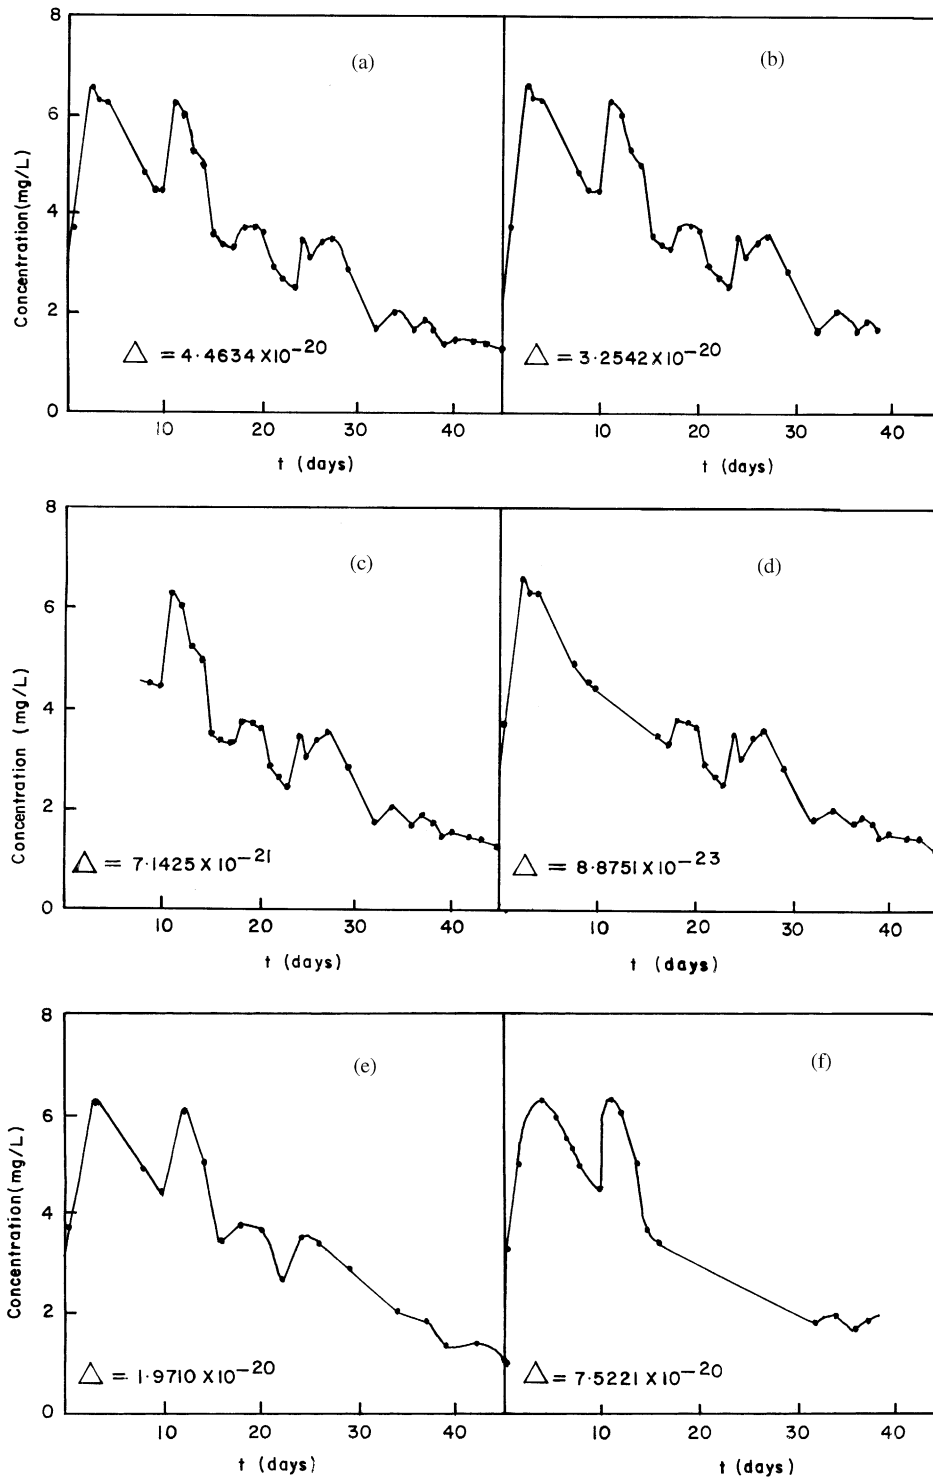 8
(a)
(b)
6
4
2
0
Concentration (mg/L)
△ = 4·4634 X 10-20
△ = 3·2542 X 10-20
10 20 30 40 10 20 30 40
t (days) t (days)
8
(c)
(d)
6
4
2
0
Concentration (mg/L)
△ = 7·1425 X 10-21
△ = 8·8751 X 10-23
10 20 30 40 10 20 30 40
t (days) t (days)
8
(e)
(f)
6
4
2
0
Concentration (mg/L)
△ = 1·9710 X 10-20
△ = 7·5221 X 10-20
10 20 30 40 10 20 30 40
t (days) t (days)